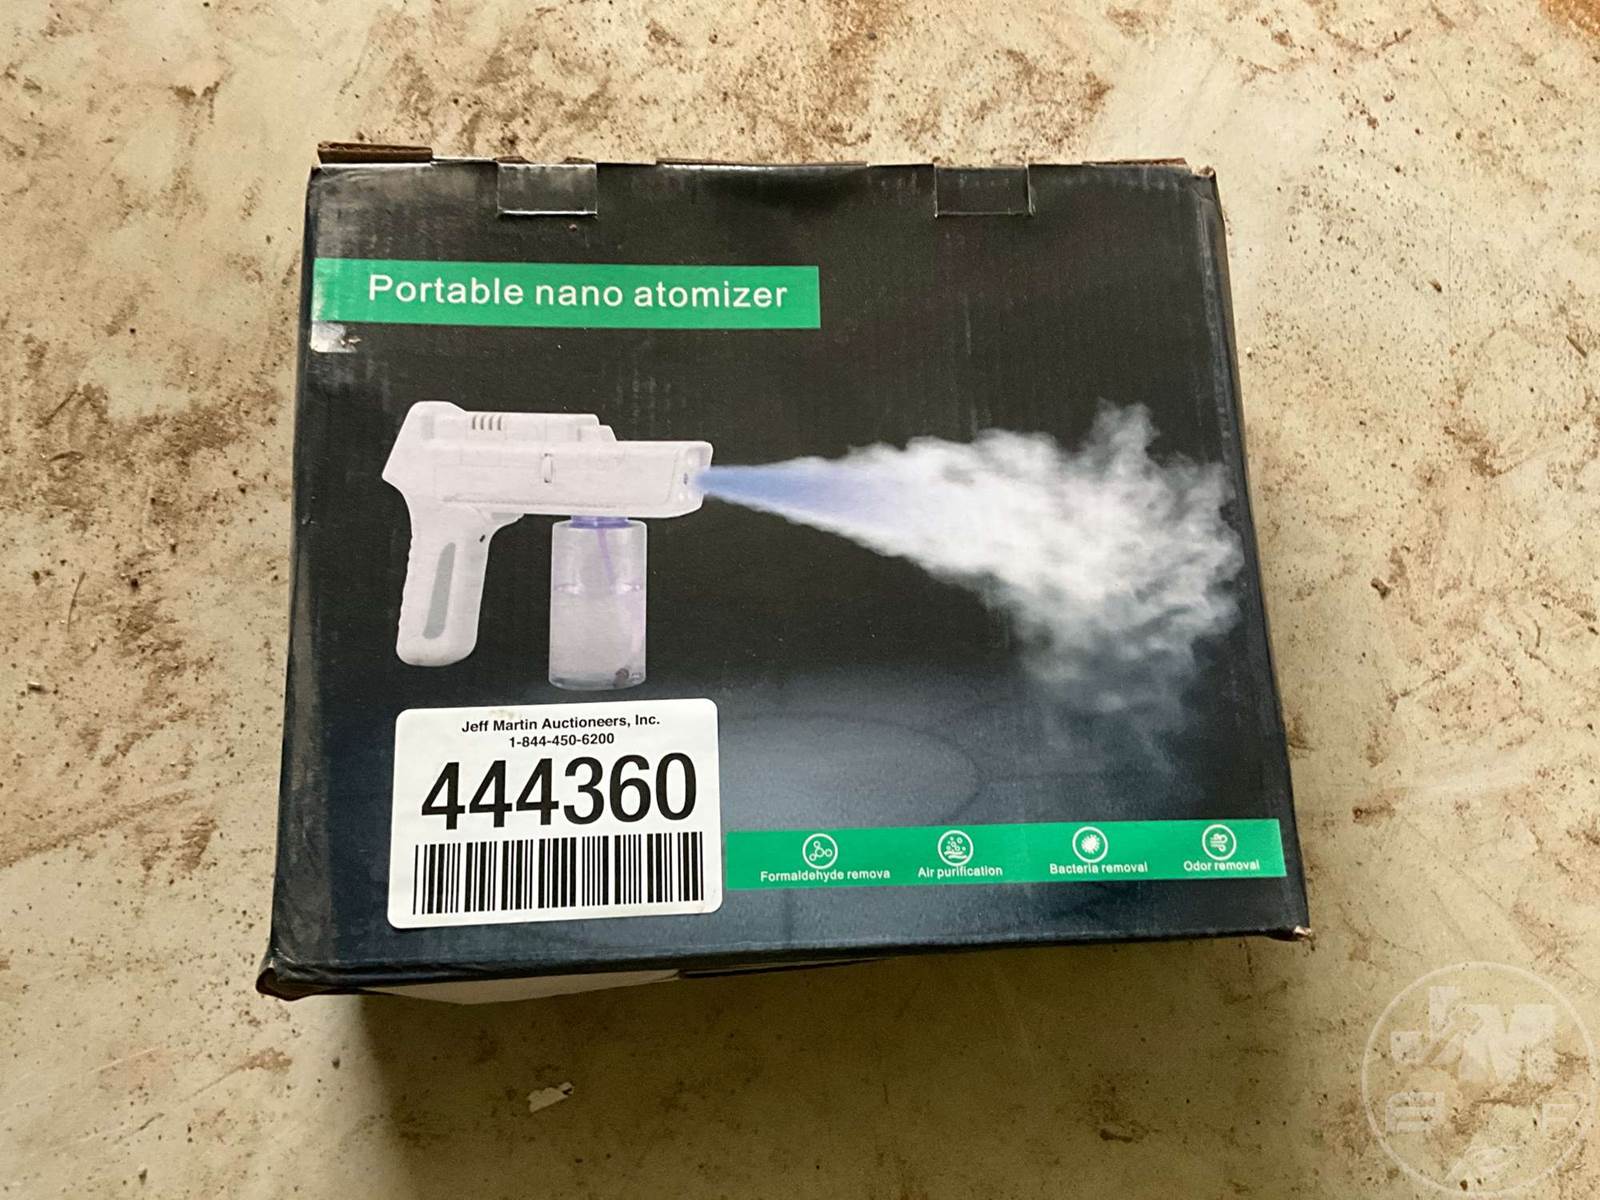 Portable nano atomizer
Jeff Martin Auctioneers, Inc.
1-844-450-6200
444360
Formaldehyde remova
Air purification
Bacteria removal
Odor removal